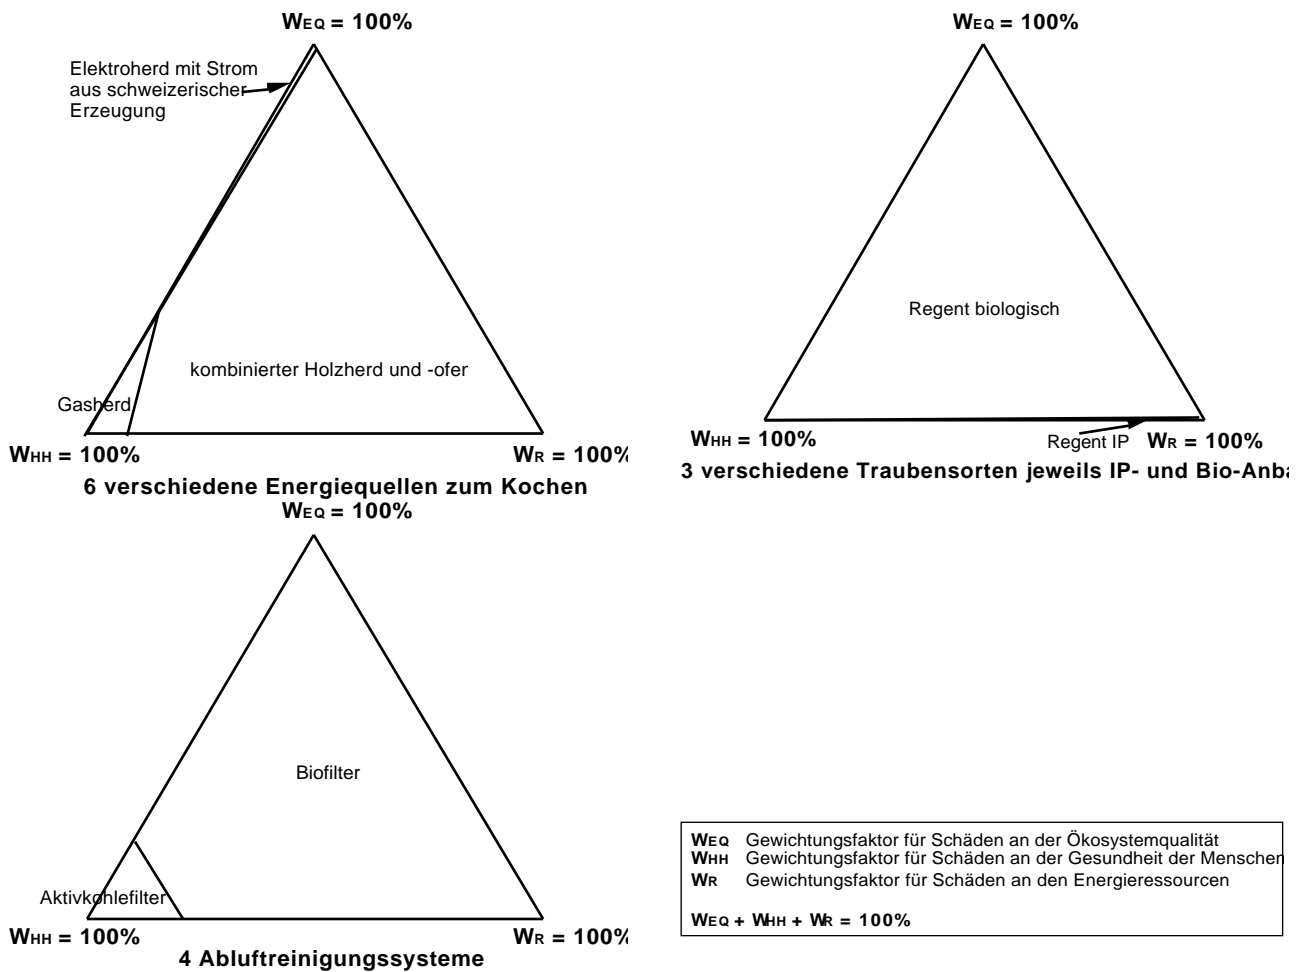 WEQ = 100%
Elektroherd mit Strom
aus schweizerischer
Erzeugung
kombinierter Holzherd und -ofer
Gasherd
WHH = 100%
WR = 100%
6 verschiedene Energiequellen zum Kochen
WEQ = 100%
Regent biologisch
WHH = 100%
Regent IP
WR = 100%
3 verschiedene Traubensorten jeweils IP- und Bio-Anba
WEQ = 100%
Biofilter
Aktivkohlefilter
WHH = 100%
WR = 100%
4 Abluftreinigungssysteme
WEQ Gewichtungsfaktor für Schäden an der Ökosystemqualität
WHH Gewichtungsfaktor für Schäden an der Gesundheit der Menschen
WR Gewichtungsfaktor für Schäden an den Energieressourcen
WEQ + WHH + WR = 100%